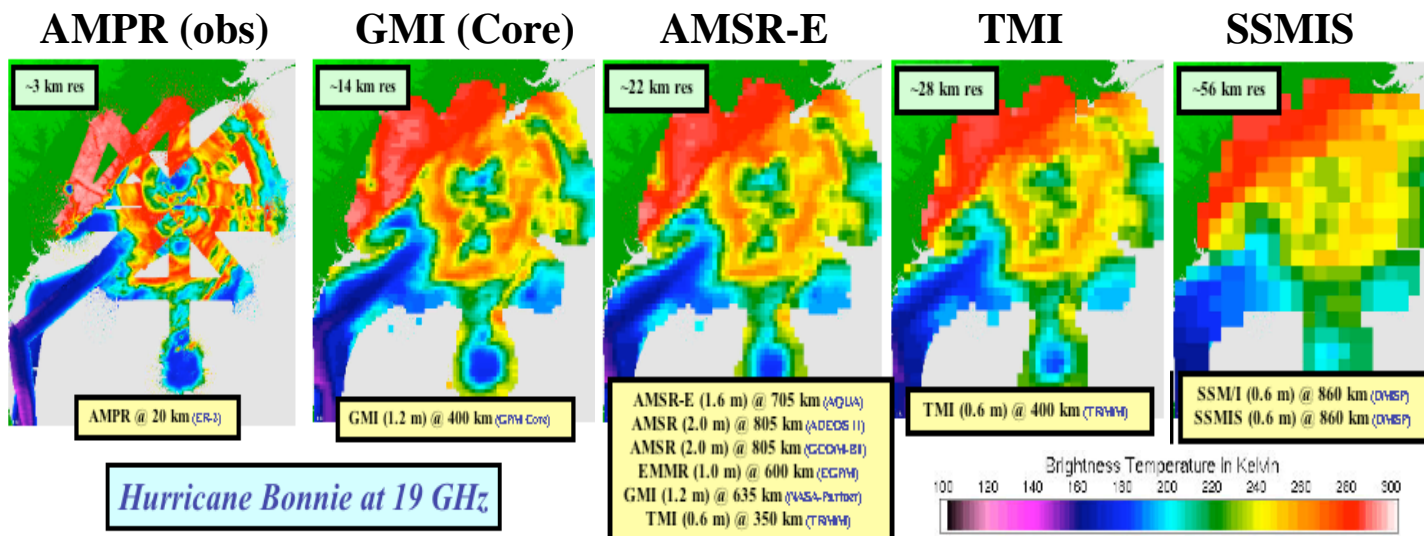 AMPR (obs)
GMI (Core)
AMSR-E
TMI
SSMIS
~3 km res
~14 km res
~22 km res
~28 km res
~56 km res
AMPR @ 20 km (ER-2)
GMI (1.2 m) @ 400 km (GPM Core)
AMSR-E (1.6 m) @ 705 km (AQUA)
AMSR (2.0 m) @ 805 km (ADEOS II)
AMSR (2.0 m) @ 805 km
EMMR (1.0 m) @ 600 km (EGPM)
GMI (1.2 m) @ 635 km (NASA-Partner)
TMI (0.6 m) @ 350 km (TRMM)
TMI (0.6 m) @ 400 km (TRMM)
SSM/I (0.6 m) @ 860 km (DMSP)
SSMIS (0.6 m) @ 860 km (DMSP)
Hurricane Bonnie at 19 GHz
Brightness Temperature in Kelvin
100 120 140 160 180 200 220 240 260 280 300